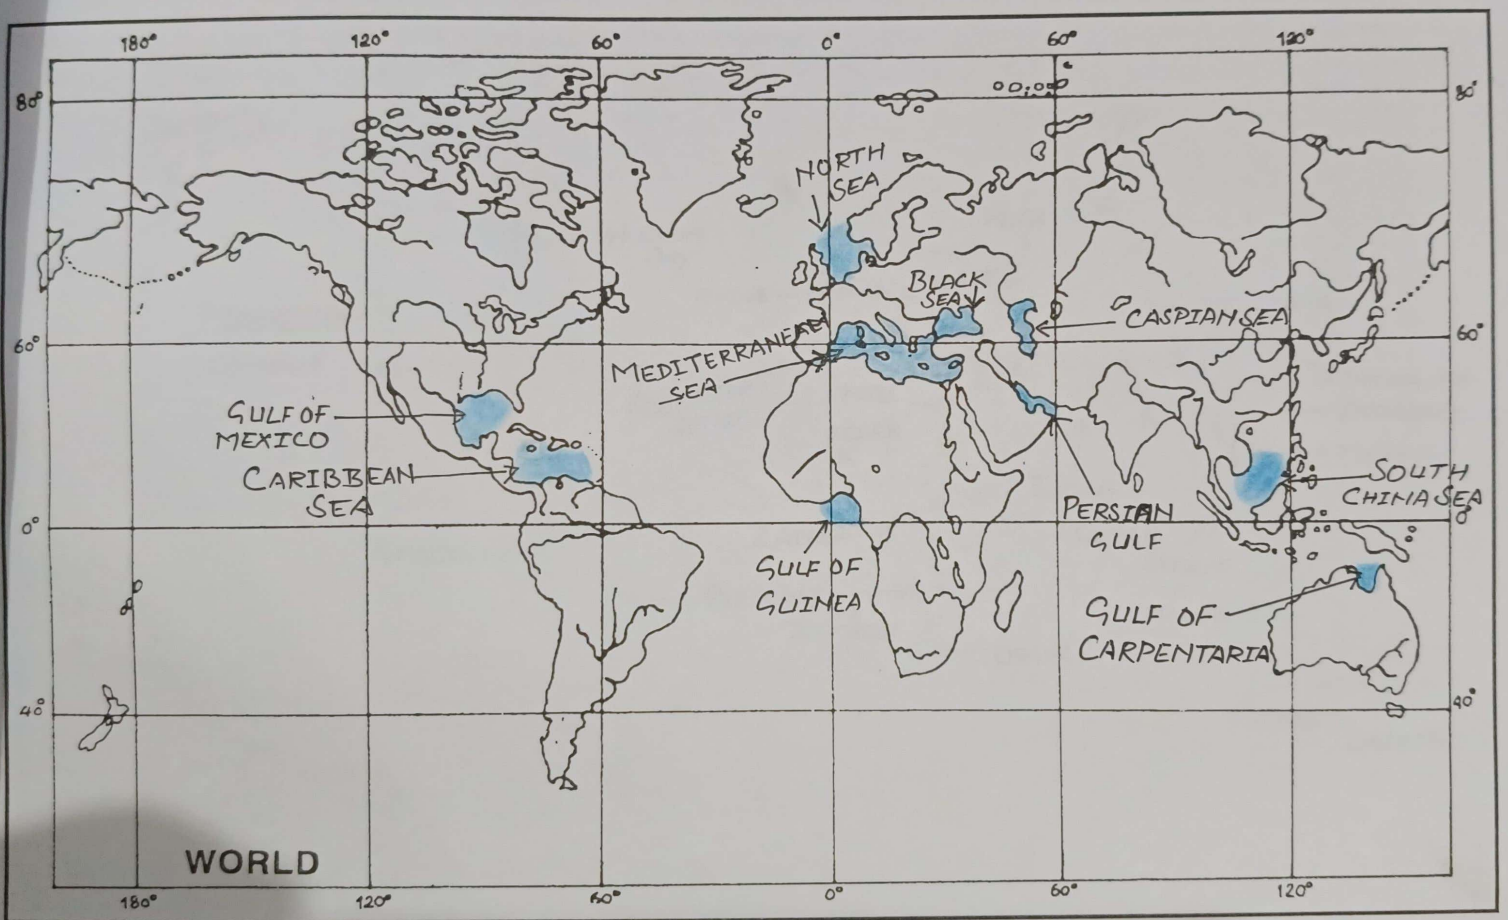 180° 120° 60° 0° 60° 120°
80° 80°
NORTH
SEA
BLACK
SEA
CASPIAN SEA
60° 60°
MEDITERRANEAN
SEA
GULF OF
MEXICO
CARIBBEAN
SEA
SOUTH
CHINA SEA
PERSIAN
GULF
0° 0°
GULF OF
GUINEA
GULF OF
CARPENTARIA
40° 40°
WORLD
180° 120° 60° 0° 60° 120°